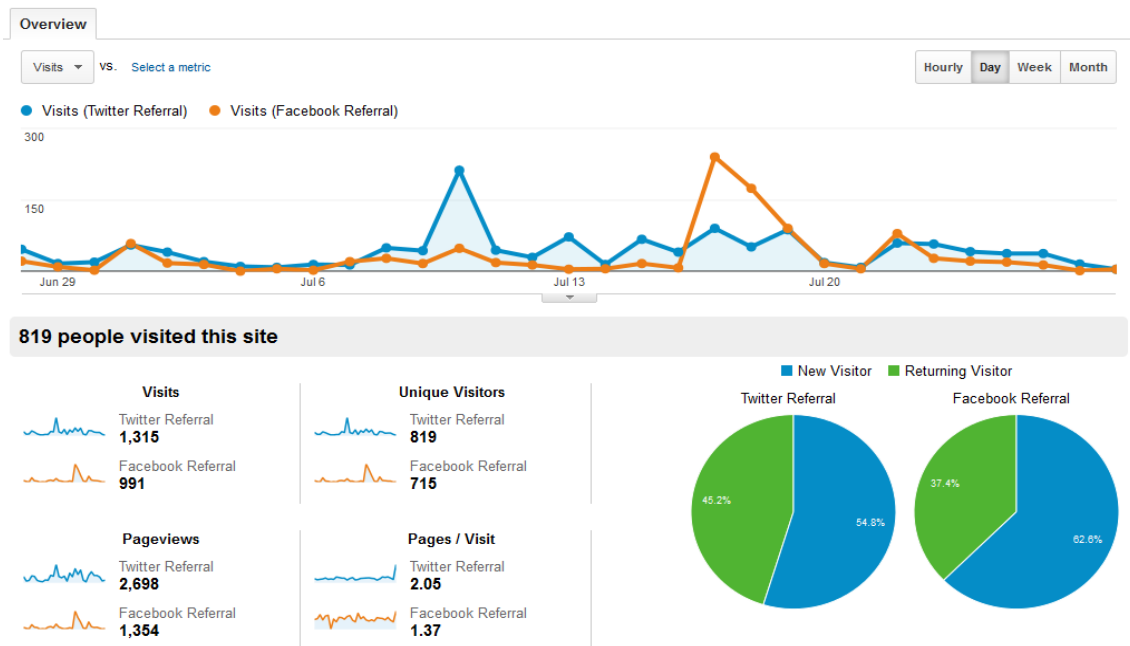 Overview
Visits vs. Select a metric Hourly Day Week Month
Visits (Twitter Referral) Visits (Facebook Referral)
300
150
Jun 29 Jul 6 Jul 13 Jul 20
819 people visited this site
New Visitor Returning Visitor
Visits
Twitter Referral
1,315
Facebook Referral
991
Unique Visitors
Twitter Referral
819
Facebook Referral
715
Pageviews
Twitter Referral
2,698
Facebook Referral
1,354
Pages / Visit
Twitter Referral
2.05
Facebook Referral
1.37
Twitter Referral
45.2%
54.8%
Facebook Referral
37.4%
62.6%